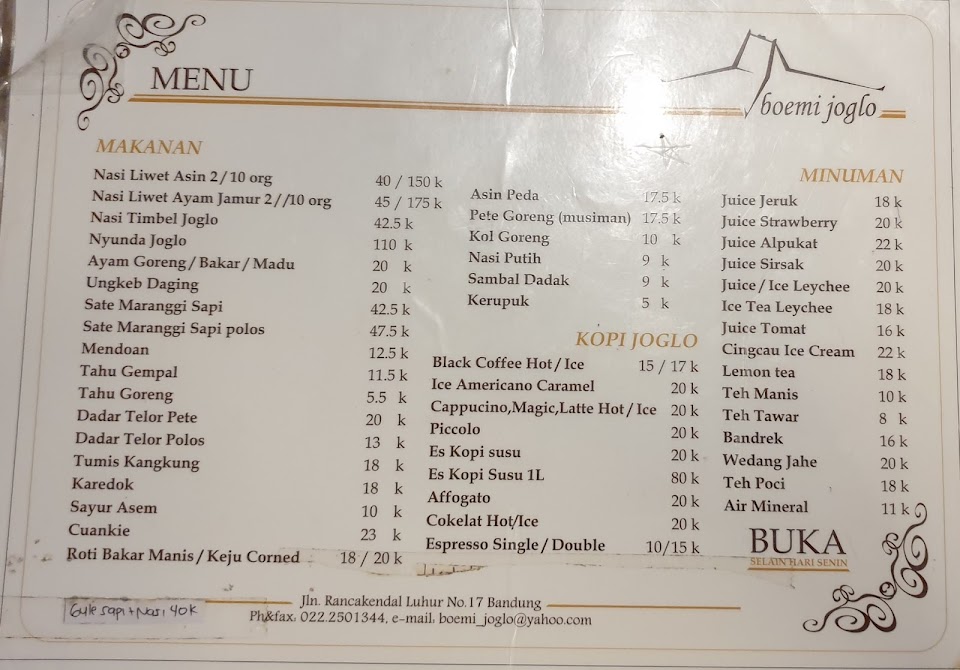 MENU
boemi joglo
MAKANAN
Nasi Liwet Asin 2/10 org 40 / 150 k
Nasi Liwet Ayam Jamur 2//10 org 45 / 175 k
Nasi Timbel Joglo 42.5 k
Nyunda Joglo 110 k
Ayam Goreng / Bakar / Madu 20 k
Ungkeb Daging 20 k
Sate Maranggi Sapi 42.5 k
Sate Maranggi Sapi polos 47.5 k
Mendoan 12.5 k
Tahu Gempal 11.5 k
Tahu Goreng 5.5 k
Dadar Telor Pete 20 k
Dadar Telor Polos 13 k
Tumis Kangkung 18 k
Karedok 18 k
Sayur Asem 10 k
Cuankie 23 k
Roti Bakar Manis / Keju Corned 18 / 20 k
Asin Peda 17.5 k
Pete Goreng (musiman) 17.5 k
Kol Goreng 10 k
Nasi Putih 9 k
Sambal Dadak 9 k
Kerupuk 5 k
KOPI JOGLO
Black Coffee Hot / Ice 15 / 17 k
Ice Americano Caramel 20 k
Cappucino,Magic,Latte Hot / Ice 20 k
Piccolo 20 k
Es Kopi susu 20 k
Es Kopi Susu 1L 80 k
Affogato 20 k
Cokelat Hot/Ice 20 k
Espresso Single / Double 10/15 k
MINUMAN
Juice Jeruk 18 k
Juice Strawberry 20 k
Juice Alpukat 22 k
Juice Sirsak 20 k
Juice / Ice Leychee 20 k
Ice Tea Leychee 18 k
Juice Tomat 16 k
Cingcau Ice Cream 22 k
Lemon tea 18 k
Teh Manis 10 k
Teh Tawar 8 k
Bandrek 16 k
Wedang Jahe 20 k
Teh Poci 18 k
Air Mineral 11 k
BUKA
SELAIN HARI SENIN
Gule sapi + Nasi 40 k
Jln. Rancakendal Luhur No.17 Bandung
Ph&fax. 022.2501344, e-mail. boemi_joglo@yahoo.com